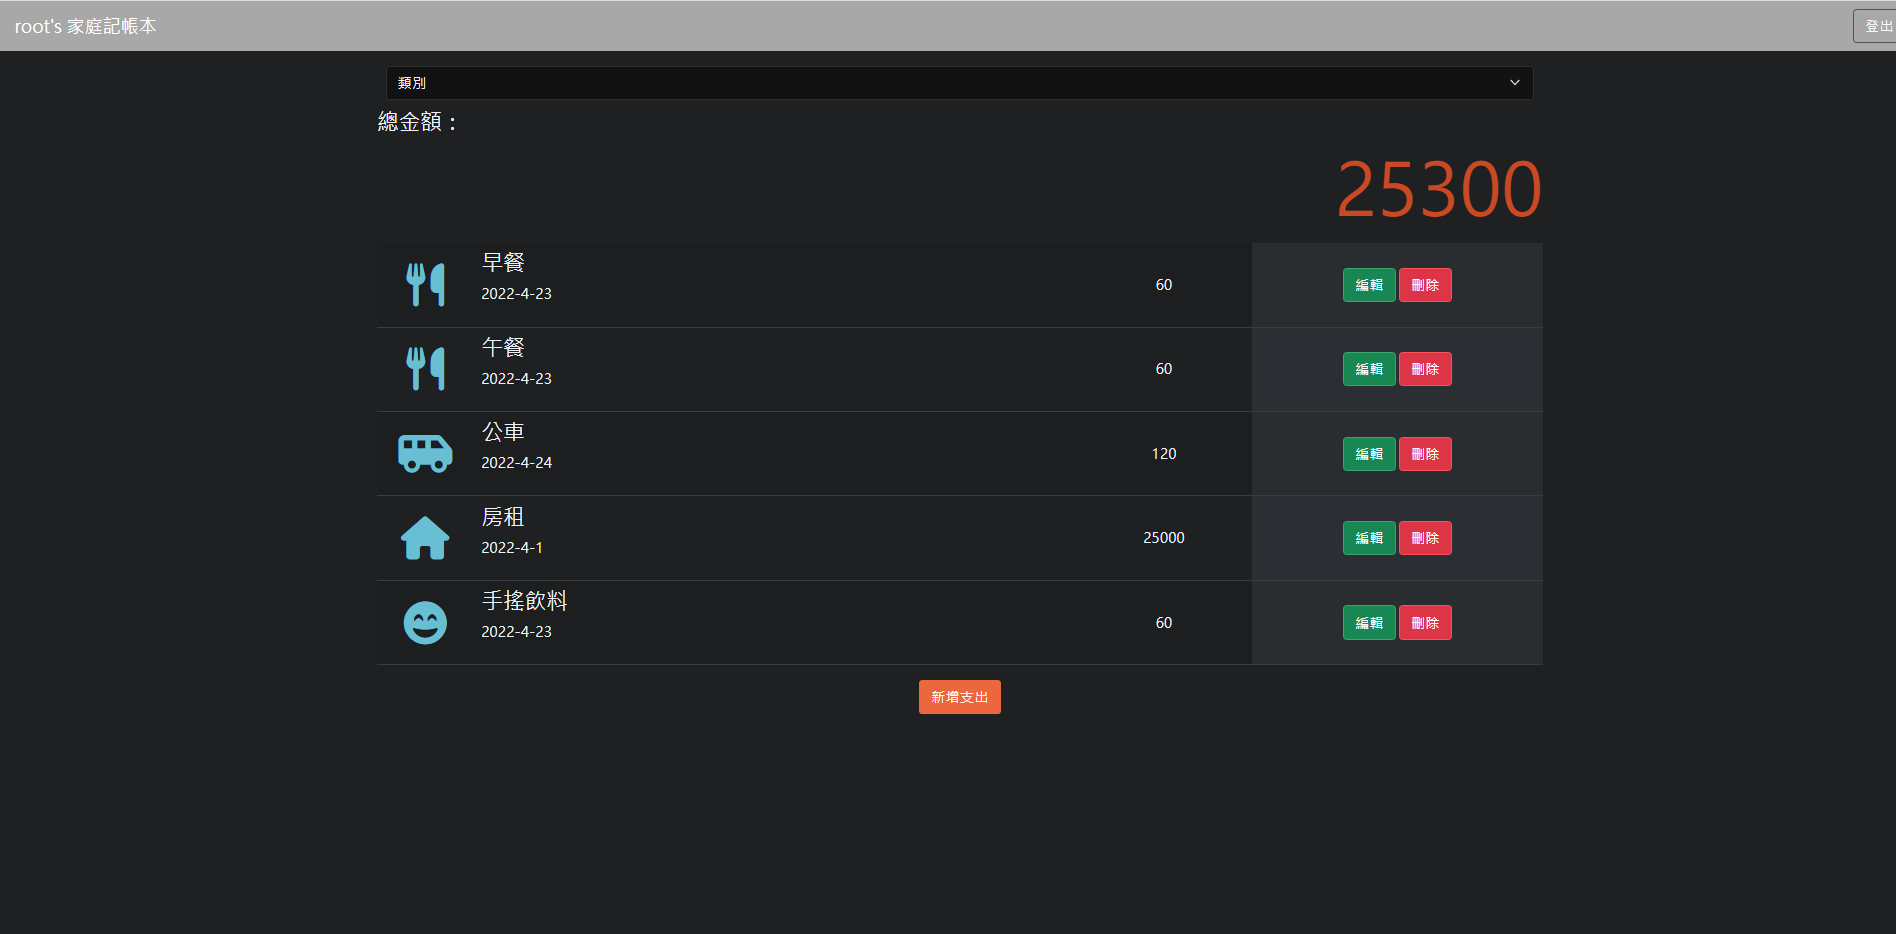 root's 家庭記帳本
登出
類別
總金額：
25300
早餐
2022-4-23
60
編輯 刪除
午餐
2022-4-23
60
編輯 刪除
公車
2022-4-24
120
編輯 刪除
房租
2022-4-1
25000
編輯 刪除
手搖飲料
2022-4-23
60
編輯 刪除
新增支出